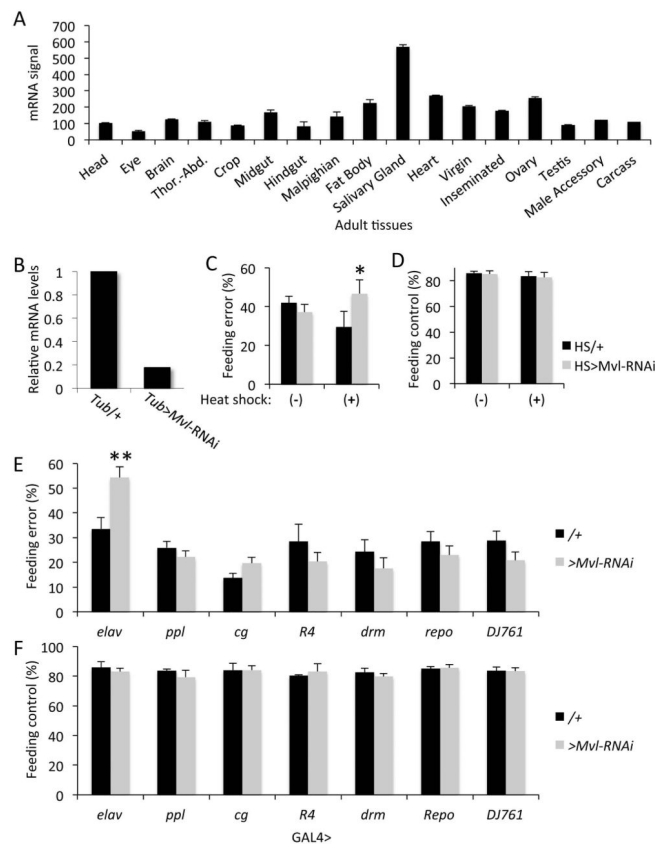 A
mRNA signal
700
600
500
400
300
200
100
0
Head
Eye
Brain
Thor.-Abd.
Crop
Midgut
Hindgut
Malpighian
Fat Body
Salivary Gland
Heart
Virgin
Inseminated
Ovary
Testis
Male Accessory
Carcass
Adult tissues
B
Relative mRNA levels
1
0.8
0.6
0.4
0.2
0
Tub/+
Tub>Mvl-RNAi
C
Feeding error (%)
60
40
20
0
*
Heat shock: (-) (+)
D
Feeding control (%)
80
60
40
20
0
(-) (+)
HS/+
HS>Mvl-RNAi
E
Feeding error (%)
60
50
40
30
20
10
0
**
elav ppl cg R4 drm repo DJ761
/+
>Mvl-RNAi
F
Feeding control (%)
100
80
60
40
20
0
elav ppl cg R4 drm Repo DJ761
/+
>Mvl-RNAi
GAL4>